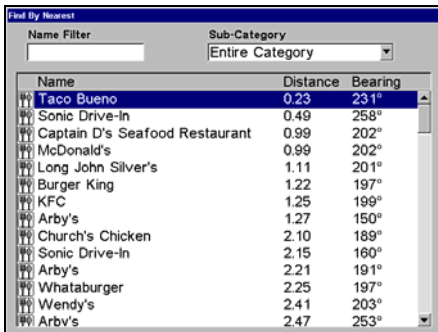 Find By Nearest
Name Filter Sub-Category
Entire Category
Name Distance Bearing
Taco Bueno 0.23 231°
Sonic Drive-In 0.49 258°
Captain D's Seafood Restaurant 0.99 202°
McDonald's 0.99 202°
Long John Silver's 1.11 201°
Burger King 1.22 197°
KFC 1.25 199°
Arby's 1.27 150°
Church's Chicken 2.10 189°
Sonic Drive-In 2.15 160°
Arby's 2.21 191°
Whataburger 2.25 197°
Wendy's 2.41 203°
Arby's 2.47 253°